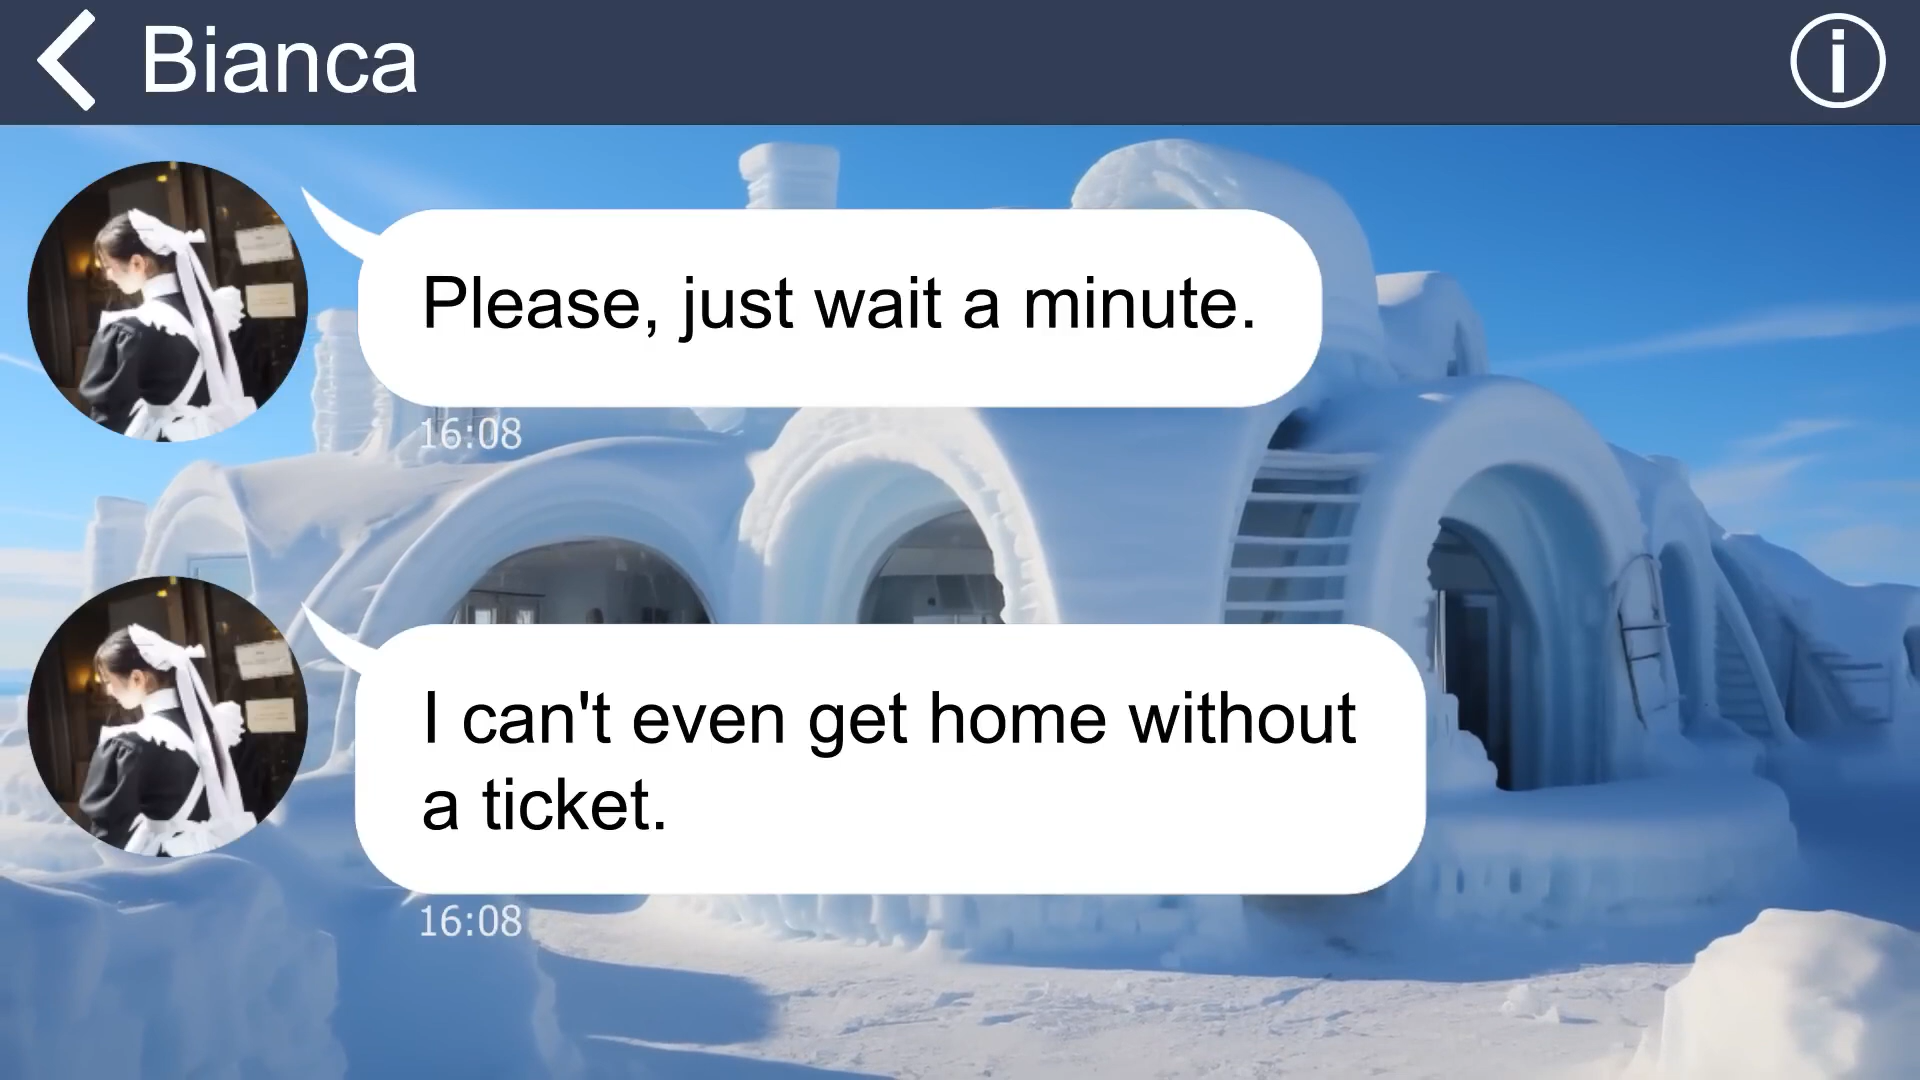 Bianca
Please, just wait a minute.
16:08
I can't even get home without
a ticket.
16:08